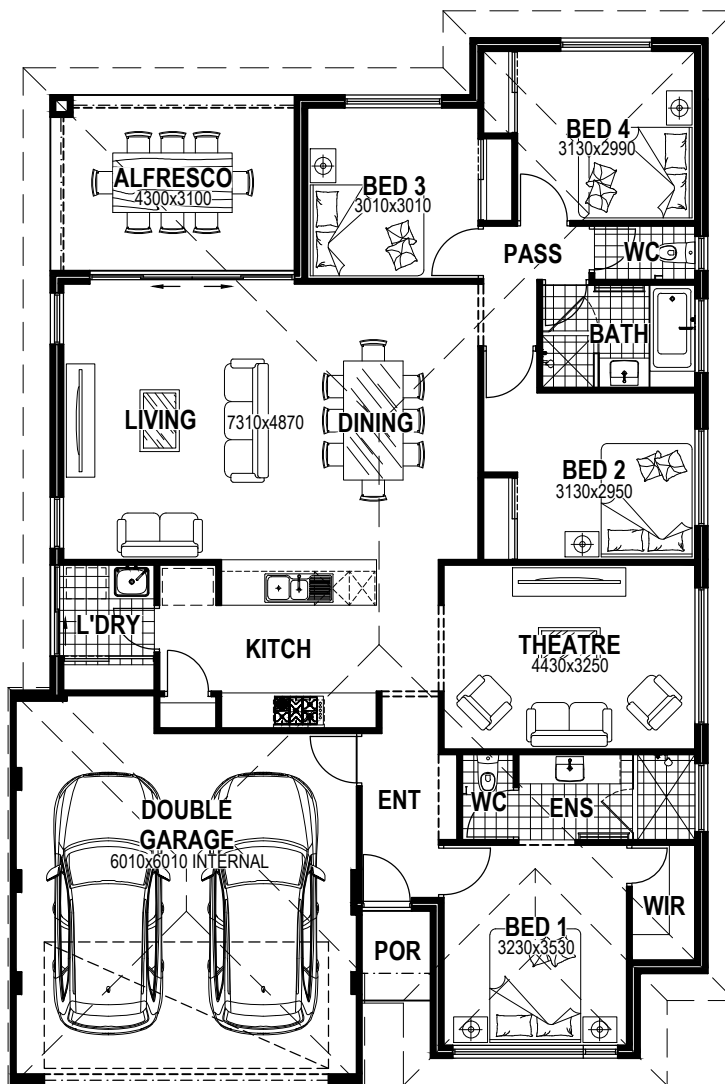 BED 4
3130x2990
ALFRESCO
4300x3100
BED 3
3010x3010
PASS
WC
BATH
LIVING
7310x4870
DINING
BED 2
3130x2950
L'DRY
KITCH
THEATRE
4430x3250
DOUBLE
GARAGE
6010x6010 INTERNAL
ENT
WC
ENS
BED 1
3230x3530
WIR
POR